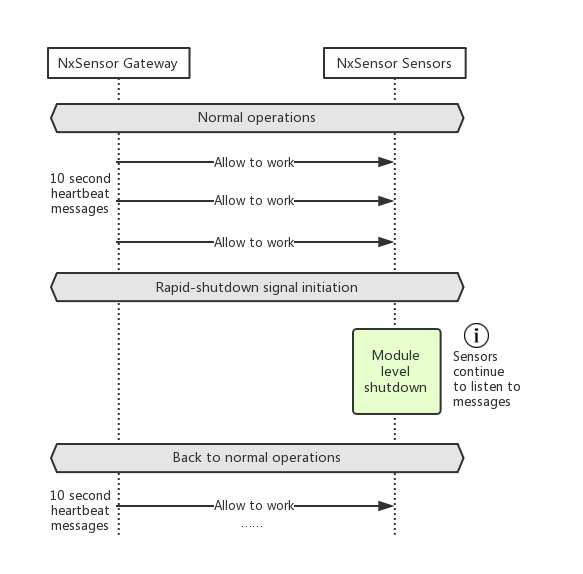 NxSensor Gateway
NxSensor Sensors
Normal operations
Allow to work
10 second
heartbeat
messages
Allow to work
Allow to work
Rapid-shutdown signal initiation
Module
level
shutdown
i
Sensors
continue
to listen to
messages
Back to normal operations
10 second
heartbeat
messages
Allow to work
......